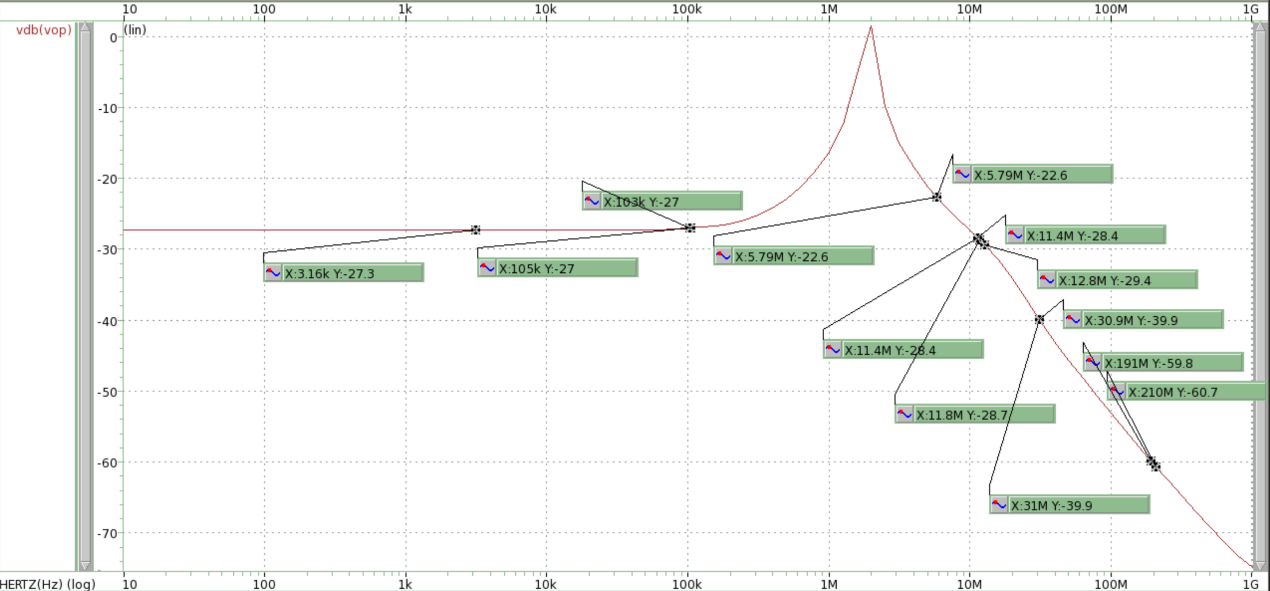 10 100 1k 10k 100k 1M 10M 100M 1G
vdb(vop)
(lin)
0
-10
-20
-30
-40
-50
-60
-70
X:5.79M Y:-22.6
X:103k Y:-27
X:11.4M Y:-28.4
X:5.79M Y:-22.6
X:105k Y:-27
X:3.16k Y:-27.3
X:12.8M Y:-29.4
X:30.9M Y:-39.9
X:11.4M Y:-28.4
X:191M Y:-59.8
X:210M Y:-60.7
X:11.8M Y:-28.7
X:31M Y:-39.9
HERTZ(Hz) (log) 10 100 1k 10k 100k 1M 10M 100M 1G